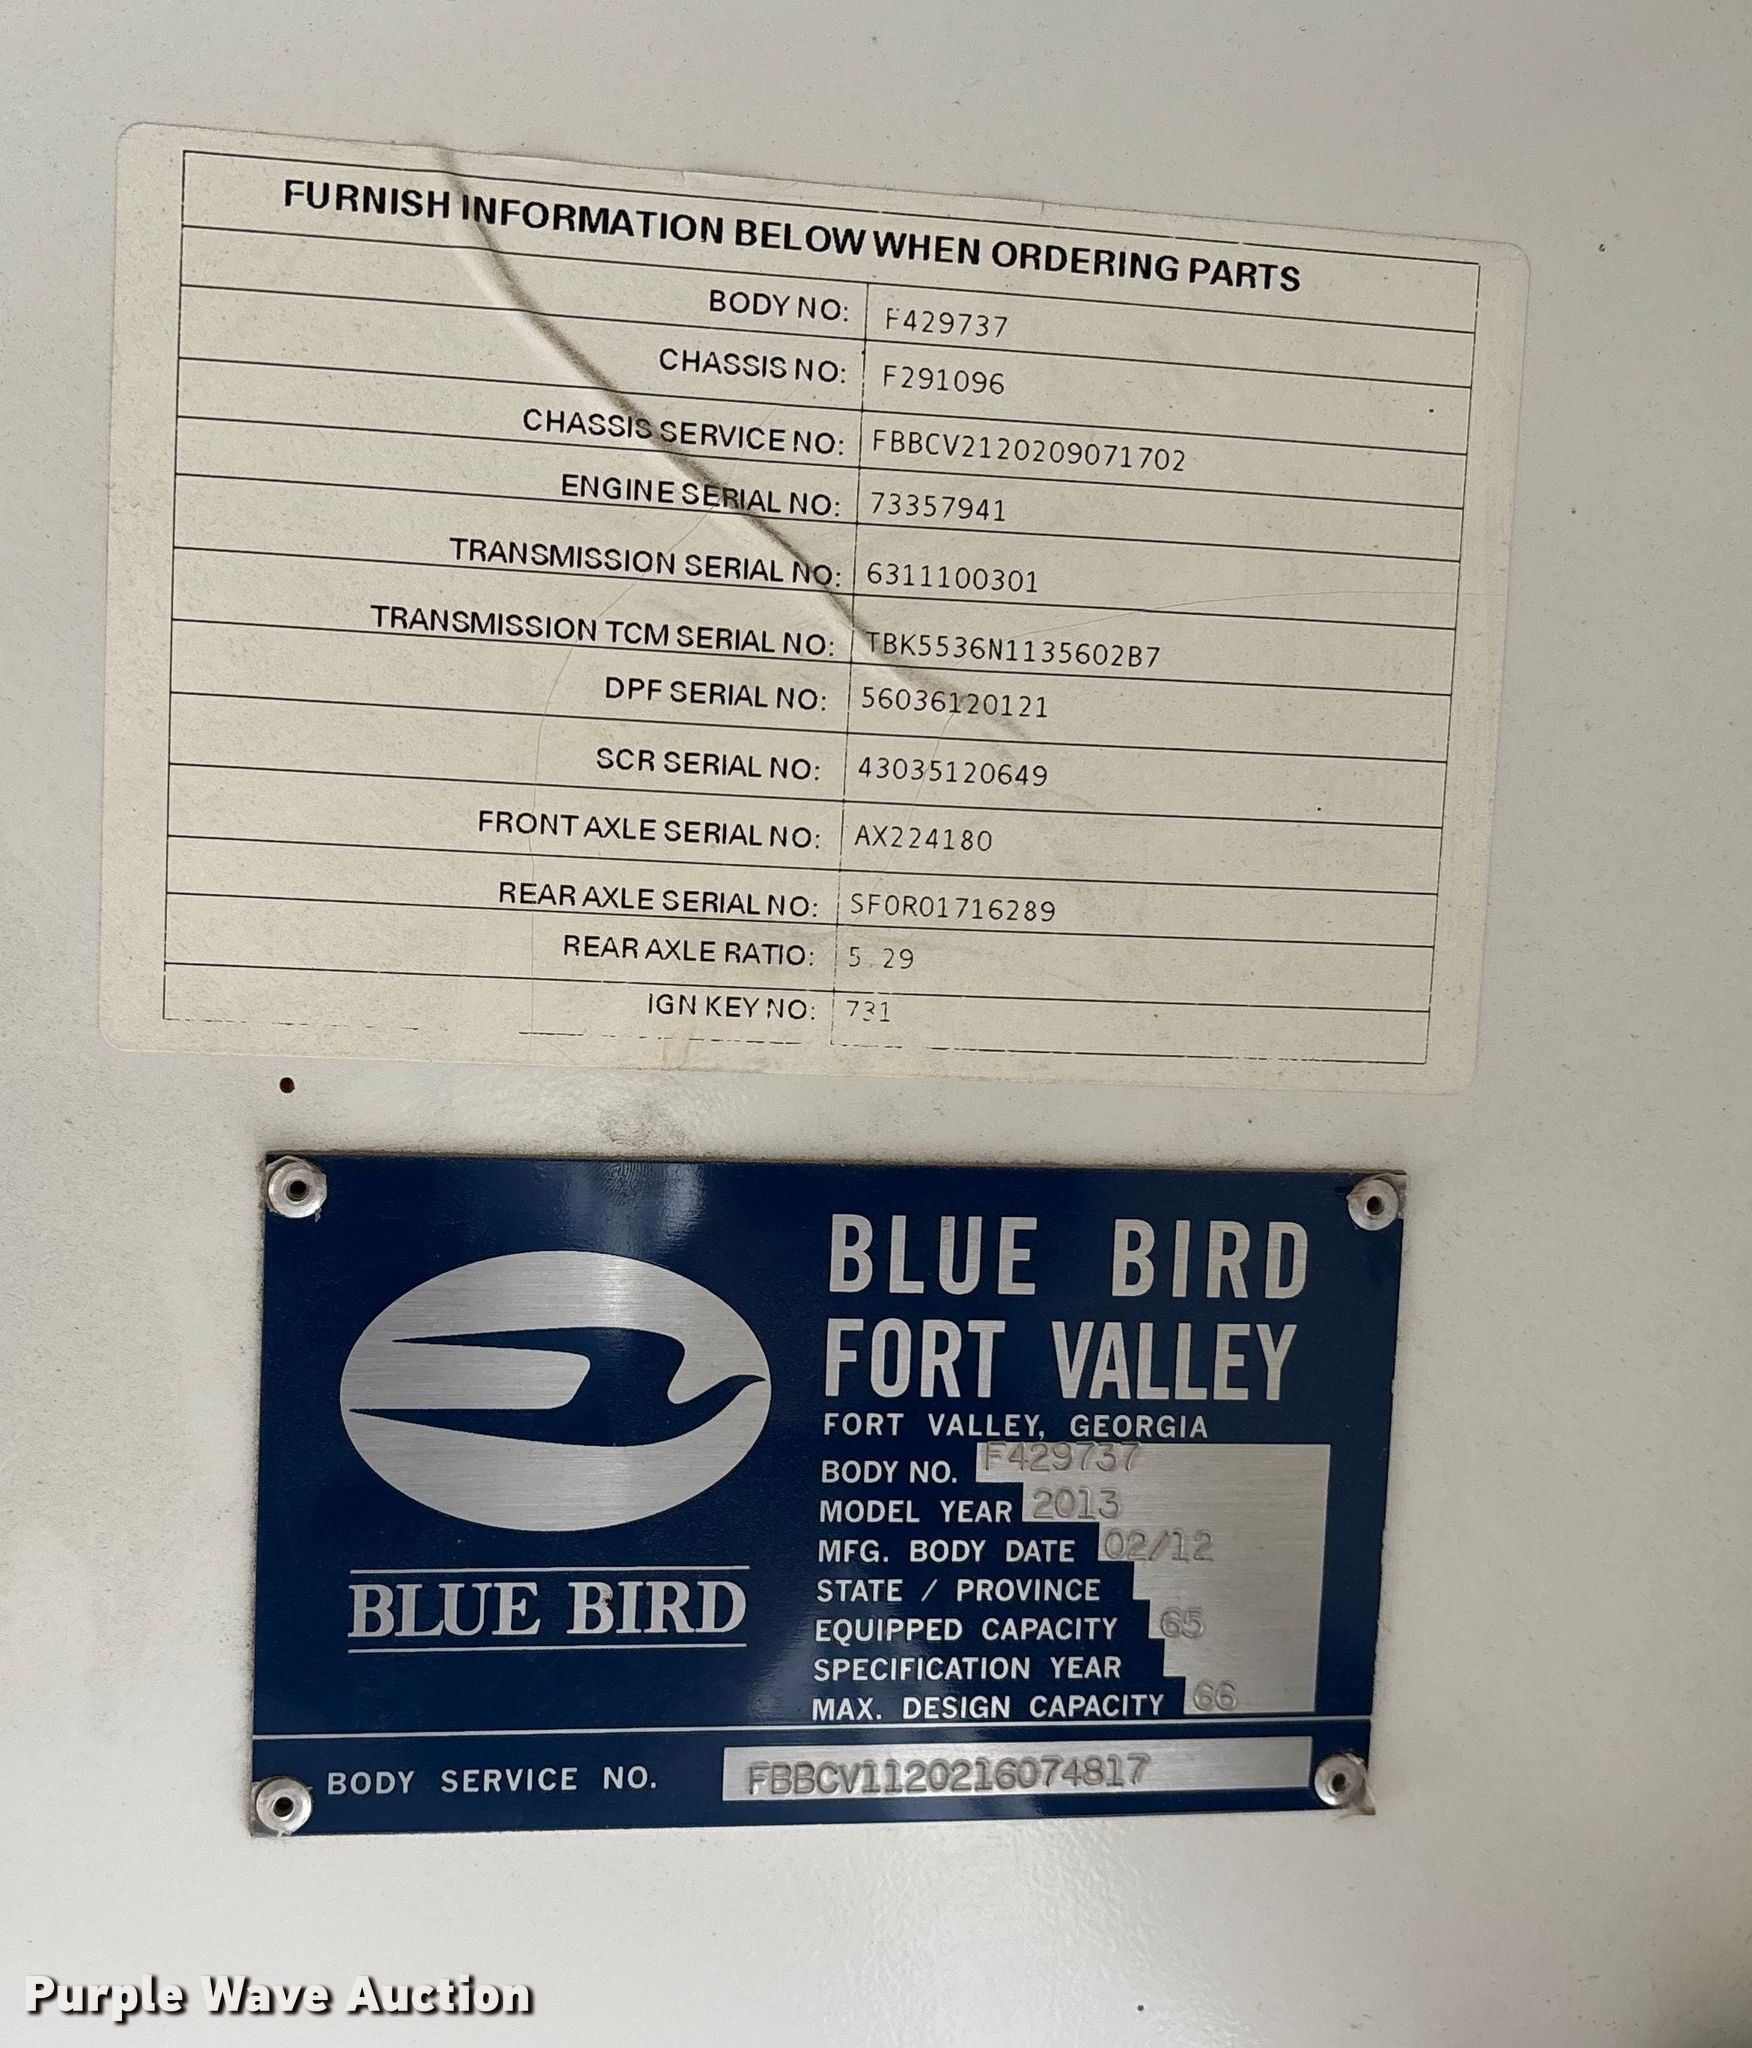 FURNISH INFORMATION BELOW WHEN ORDERING PARTS
BODY NO: F429737
CHASSIS NO: F291096
CHASSIS SERVICE NO: FBBCV2120209071702
ENGINE SERIAL NO: 73357941
TRANSMISSION SERIAL NO: 6311100301
TRANSMISSION TCM SERIAL NO: TBK5536N1135602B7
DPF SERIAL NO: 56036120121
SCR SERIAL NO: 43035120649
FRONT AXLE SERIAL NO: AX224180
REAR AXLE SERIAL NO: SF0R01716289
REAR AXLE RATIO: 5.29
IGN KEY NO: 731
BLUE BIRD
FORT VALLEY
FORT VALLEY, GEORGIA
BODY NO. F429737
MODEL YEAR 2013
MFG. BODY DATE 02/12
STATE / PROVINCE
EQUIPPED CAPACITY 65
SPECIFICATION YEAR
MAX. DESIGN CAPACITY 66
BLUE BIRD
BODY SERVICE NO. FBBCV1120216074817
Purple Wave Auction